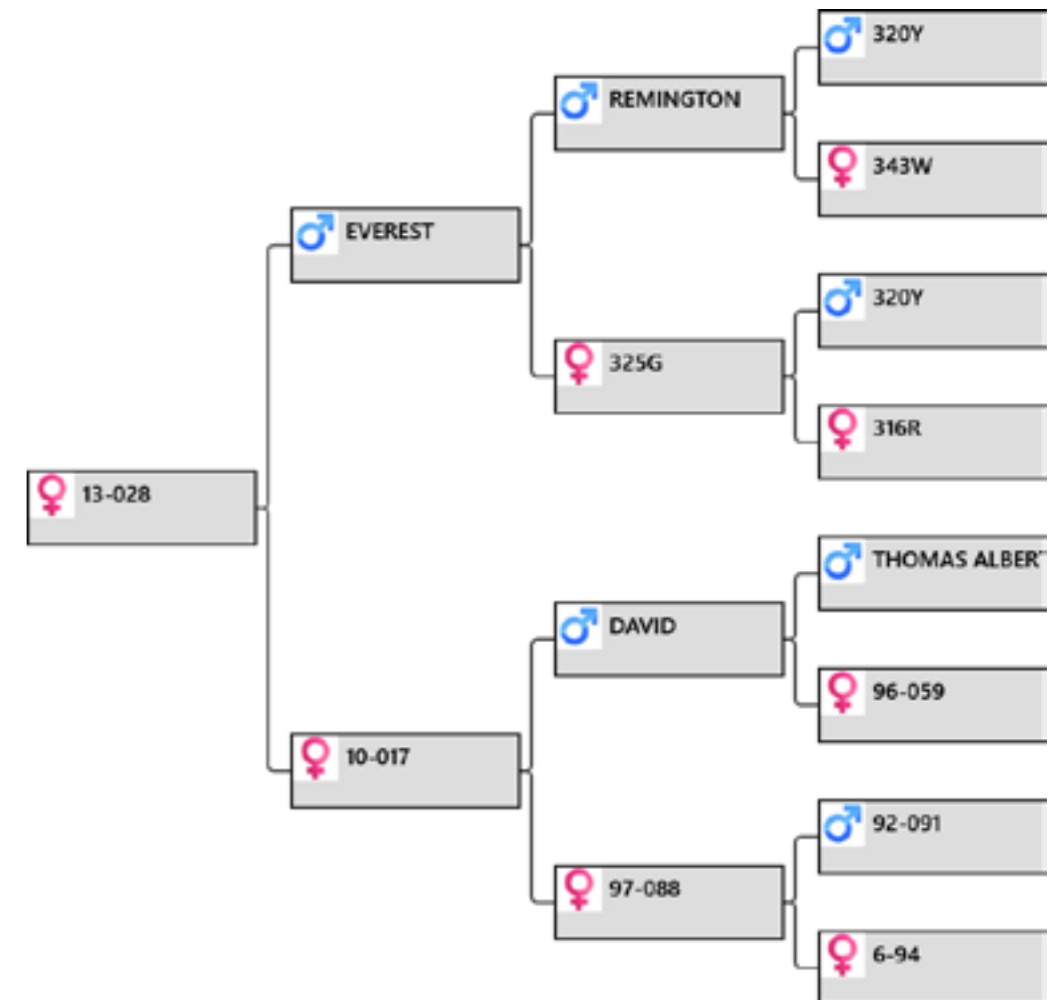 320Y
REMINGTON
343W
EVEREST
320Y
325G
316R
13-028
THOMAS ALBERT
DAVID
96-059
10-017
92-091
97-088
6-94